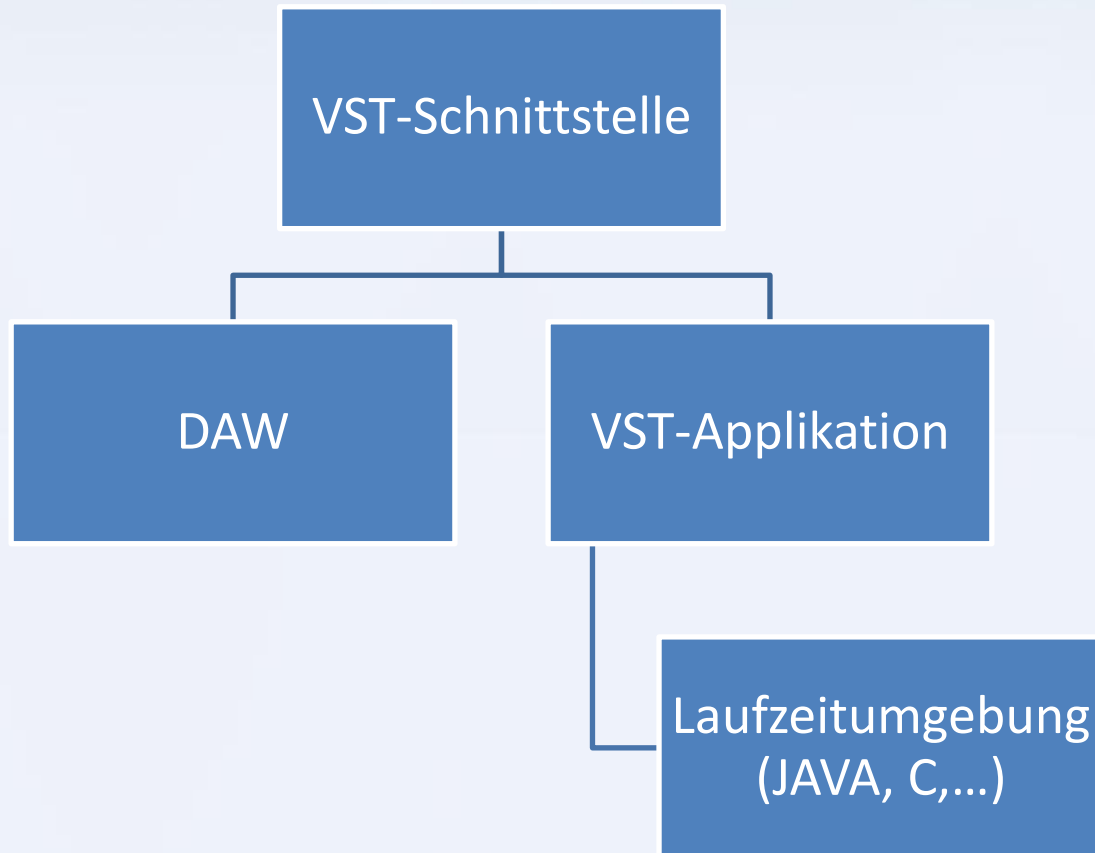 VST-Schnittstelle
DAW
VST-Applikation
Laufzeitumgebung
(JAVA, C,...)